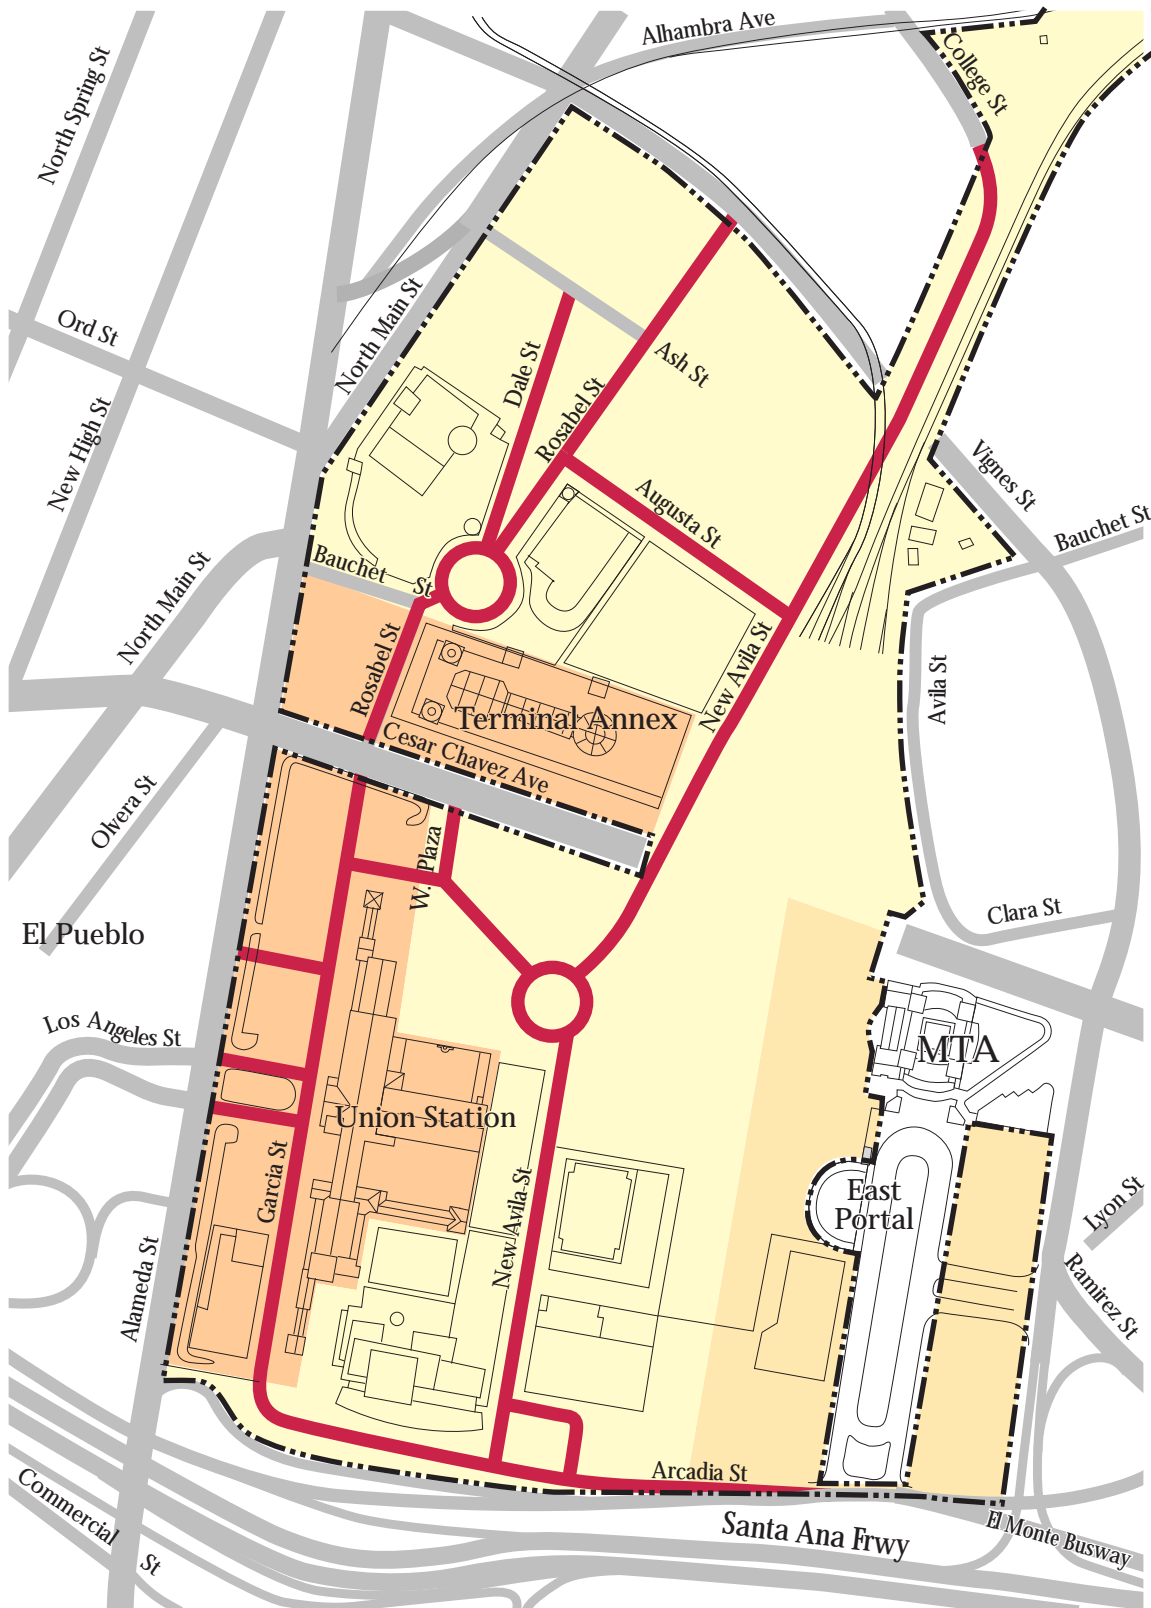 Alhambra Ave
College St
North Spring St
Ord St
North Main St
Dale St
Ash St
Rosabel St
New High St
Augusta St
Vignes St
Bauchet St
Bauchet St
North Main St
Rosabel St
New Avila St
Avila St
Terminal Annex
Cesar Chavez Ave
Olvera St
W. Plaza
El Pueblo
Clara St
Los Angeles St
MTA
Union Station
Garcia St
New Avila St
East
Portal
Lyon St
Alameda St
Ramirez St
Arcadia St
Commercial St
Santa Ana Frwy
El Monte Busway